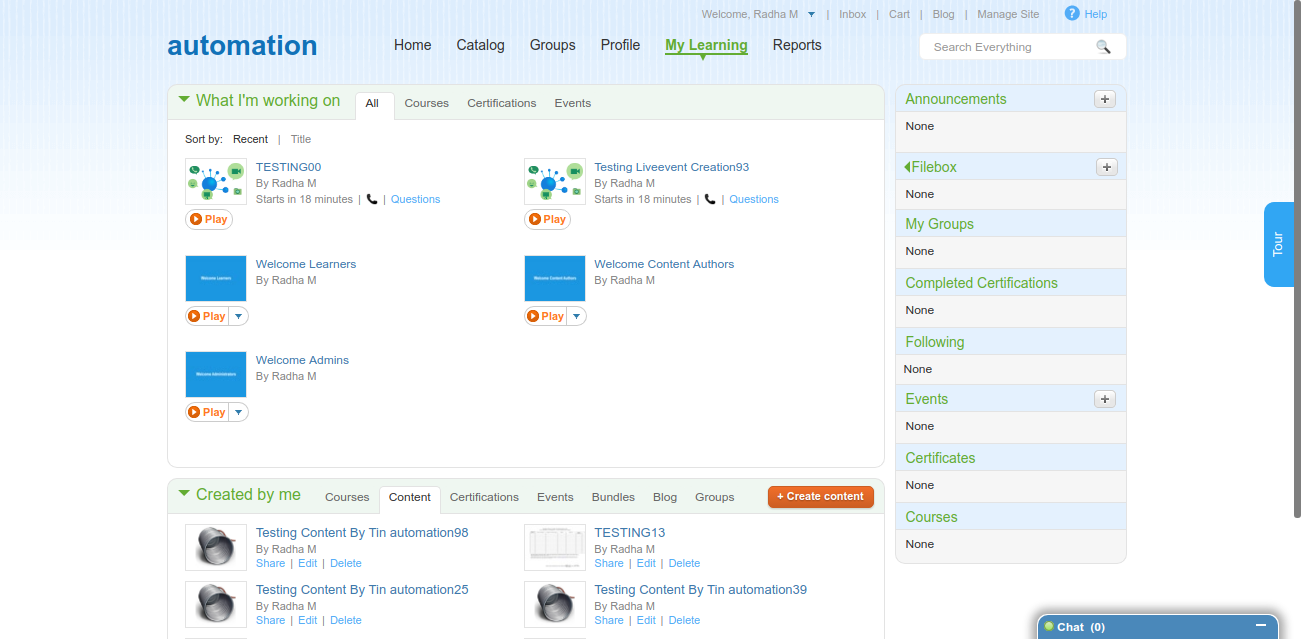 Welcome, Radha M | Inbox | Cart | Blog | Manage Site ? Help
automation
Home Catalog Groups Profile My Learning Reports
Search Everything
What I'm working on All Courses Certifications Events
Sort by: Recent | Title
TESTING00
By Radha M
Starts in 18 minutes | | Questions
Play
Testing Liveevent Creation93
By Radha M
Starts in 18 minutes | | Questions
Play
Welcome Learners
Welcome Learners
By Radha M
Play
Welcome Content Authors
Welcome Content Authors
By Radha M
Play
Welcome Administrators
Welcome Admins
By Radha M
Play
Created by me Courses Content Certifications Events Bundles Blog Groups + Create content
Testing Content By Tin automation98
By Radha M
Share | Edit | Delete
TESTING13
By Radha M
Share | Edit | Delete
Testing Content By Tin automation25
By Radha M
Share | Edit | Delete
Testing Content By Tin automation39
By Radha M
Share | Edit | Delete
Announcements +
None
Filebox +
None
My Groups
None
Completed Certifications
None
Following
None
Events +
None
Certificates
None
Courses
None
Tour
Chat (0)